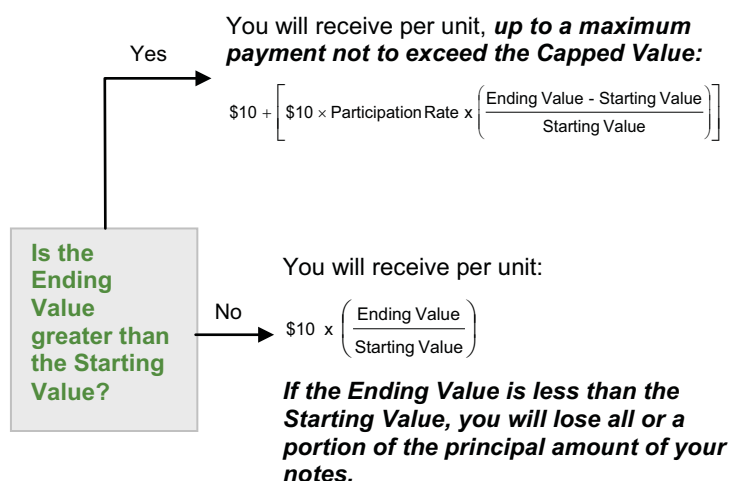 You will receive per unit, up to a maximum
payment not to exceed the Capped Value:
Yes
$10 + [ $10 × Participation Rate x ( Ending Value - Starting Value / Starting Value ) ]
Is the
Ending
Value
greater than
the Starting
Value?
No
You will receive per unit:
$10 x ( Ending Value / Starting Value )
If the Ending Value is less than the
Starting Value, you will lose all or a
portion of the principal amount of your
notes.